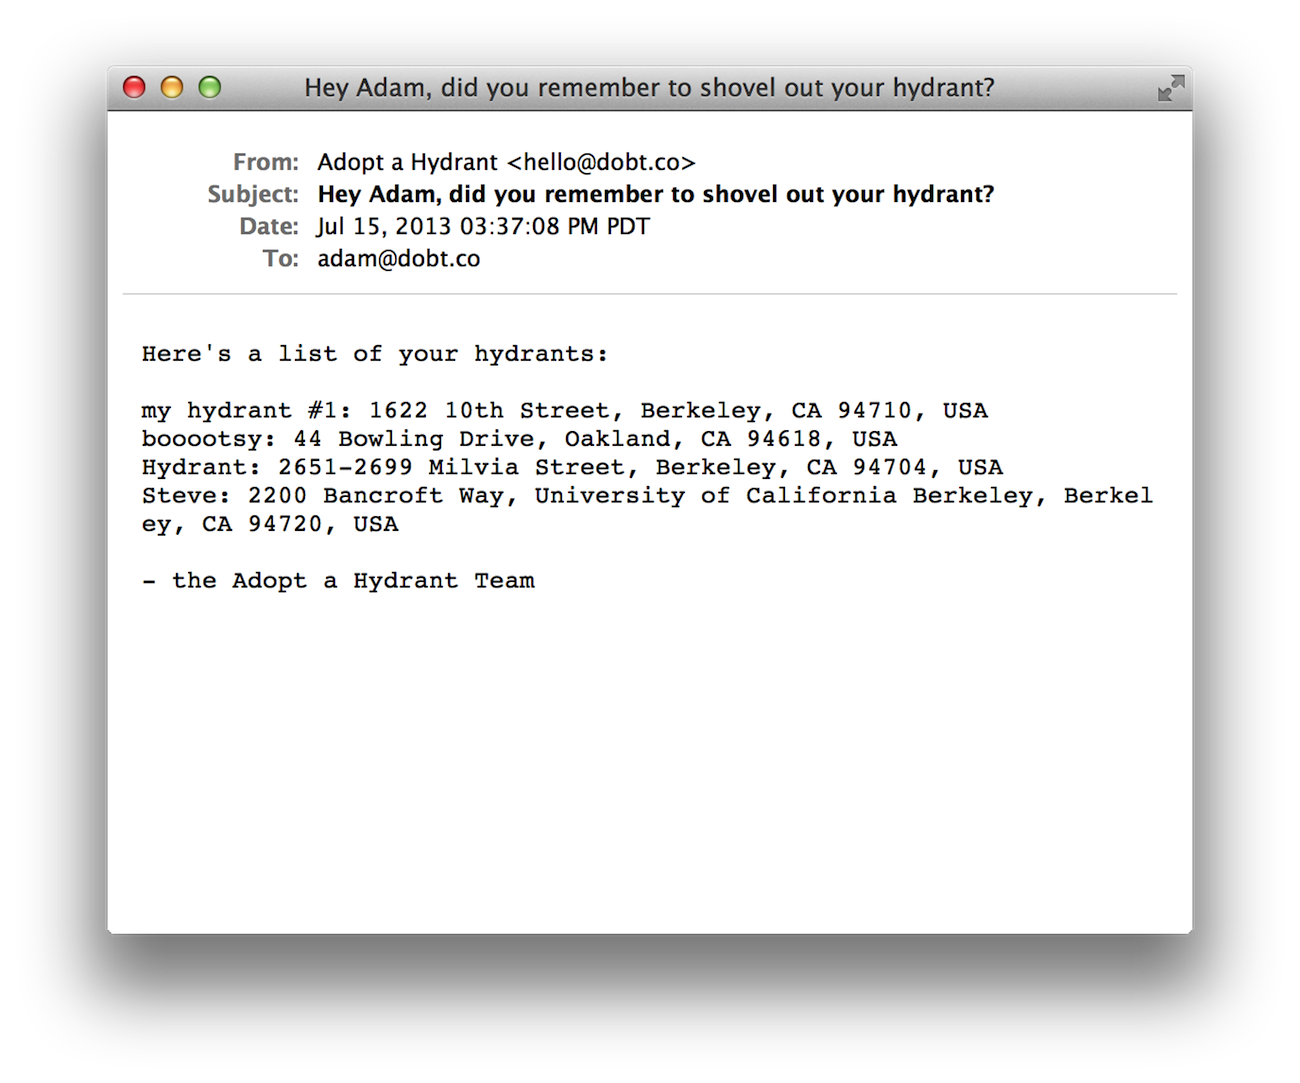 Hey Adam, did you remember to shovel out your hydrant?
From: Adopt a Hydrant <hello@dobt.co>
Subject: Hey Adam, did you remember to shovel out your hydrant?
Date: Jul 15, 2013 03:37:08 PM PDT
To: adam@dobt.co
Here's a list of your hydrants:
my hydrant #1: 1622 10th Street, Berkeley, CA 94710, USA
booootsy: 44 Bowling Drive, Oakland, CA 94618, USA
Hydrant: 2651-2699 Milvia Street, Berkeley, CA 94704, USA
Steve: 2200 Bancroft Way, University of California Berkeley, Berkel
ey, CA 94720, USA
- the Adopt a Hydrant Team